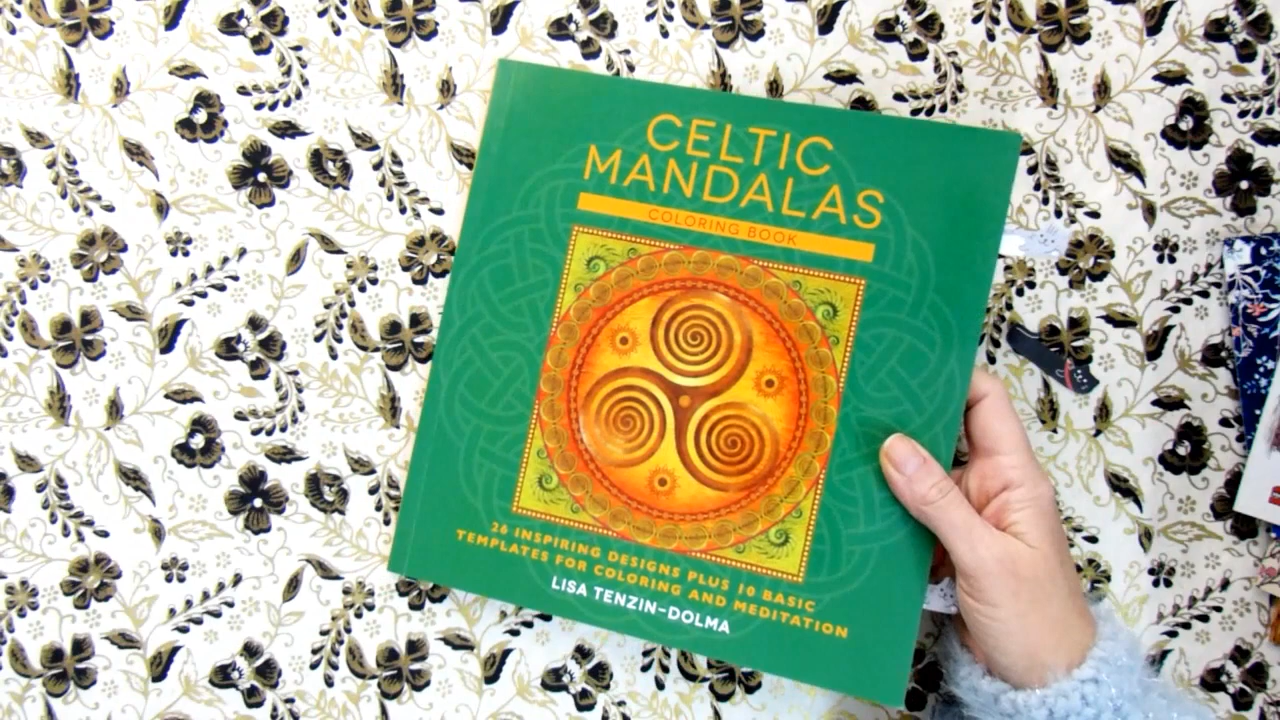 CELTIC
MANDALAS
COLORING BOOK
26 INSPIRING DESIGNS PLUS 10 BASIC
TEMPLATES FOR COLORING AND MEDITATION
LISA TENZIN-DOLMA